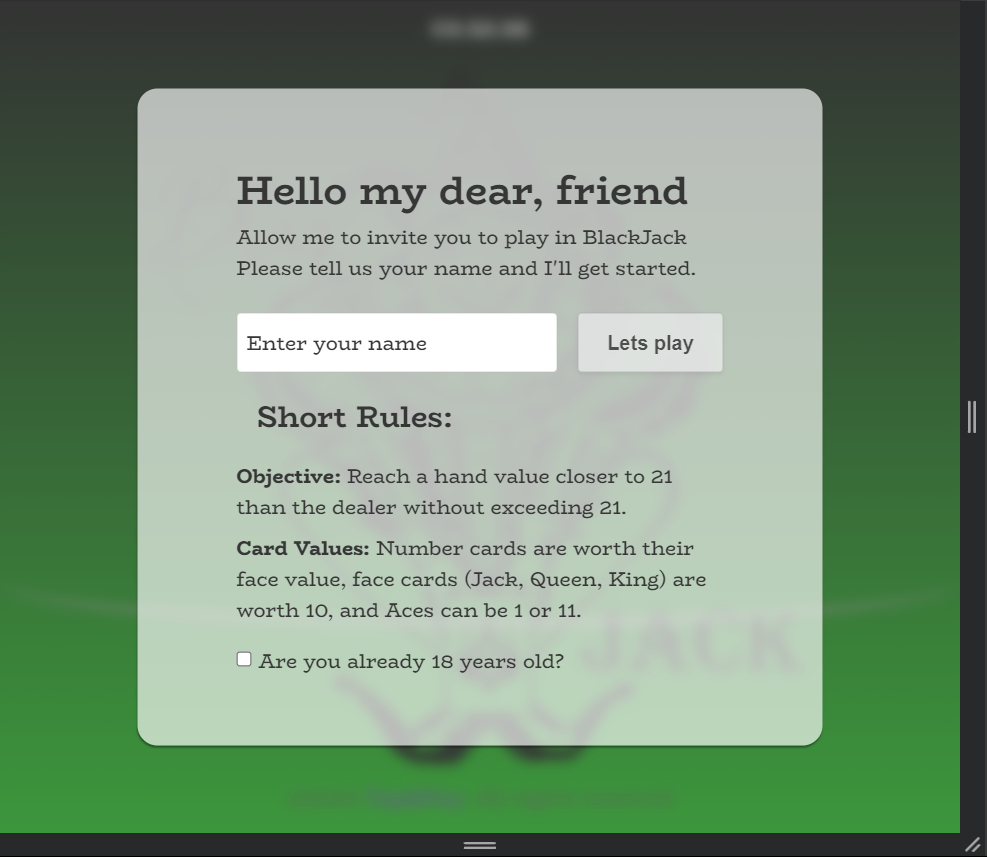 Hello my dear, friend
Allow me to invite you to play in BlackJack
Please tell us your name and I'll get started.
Enter your name
Lets play
Short Rules:
Objective: Reach a hand value closer to 21
than the dealer without exceeding 21.
Card Values: Number cards are worth their
face value, face cards (Jack, Queen, King) are
worth 10, and Aces can be 1 or 11.
JACK
Are you already 18 years old?